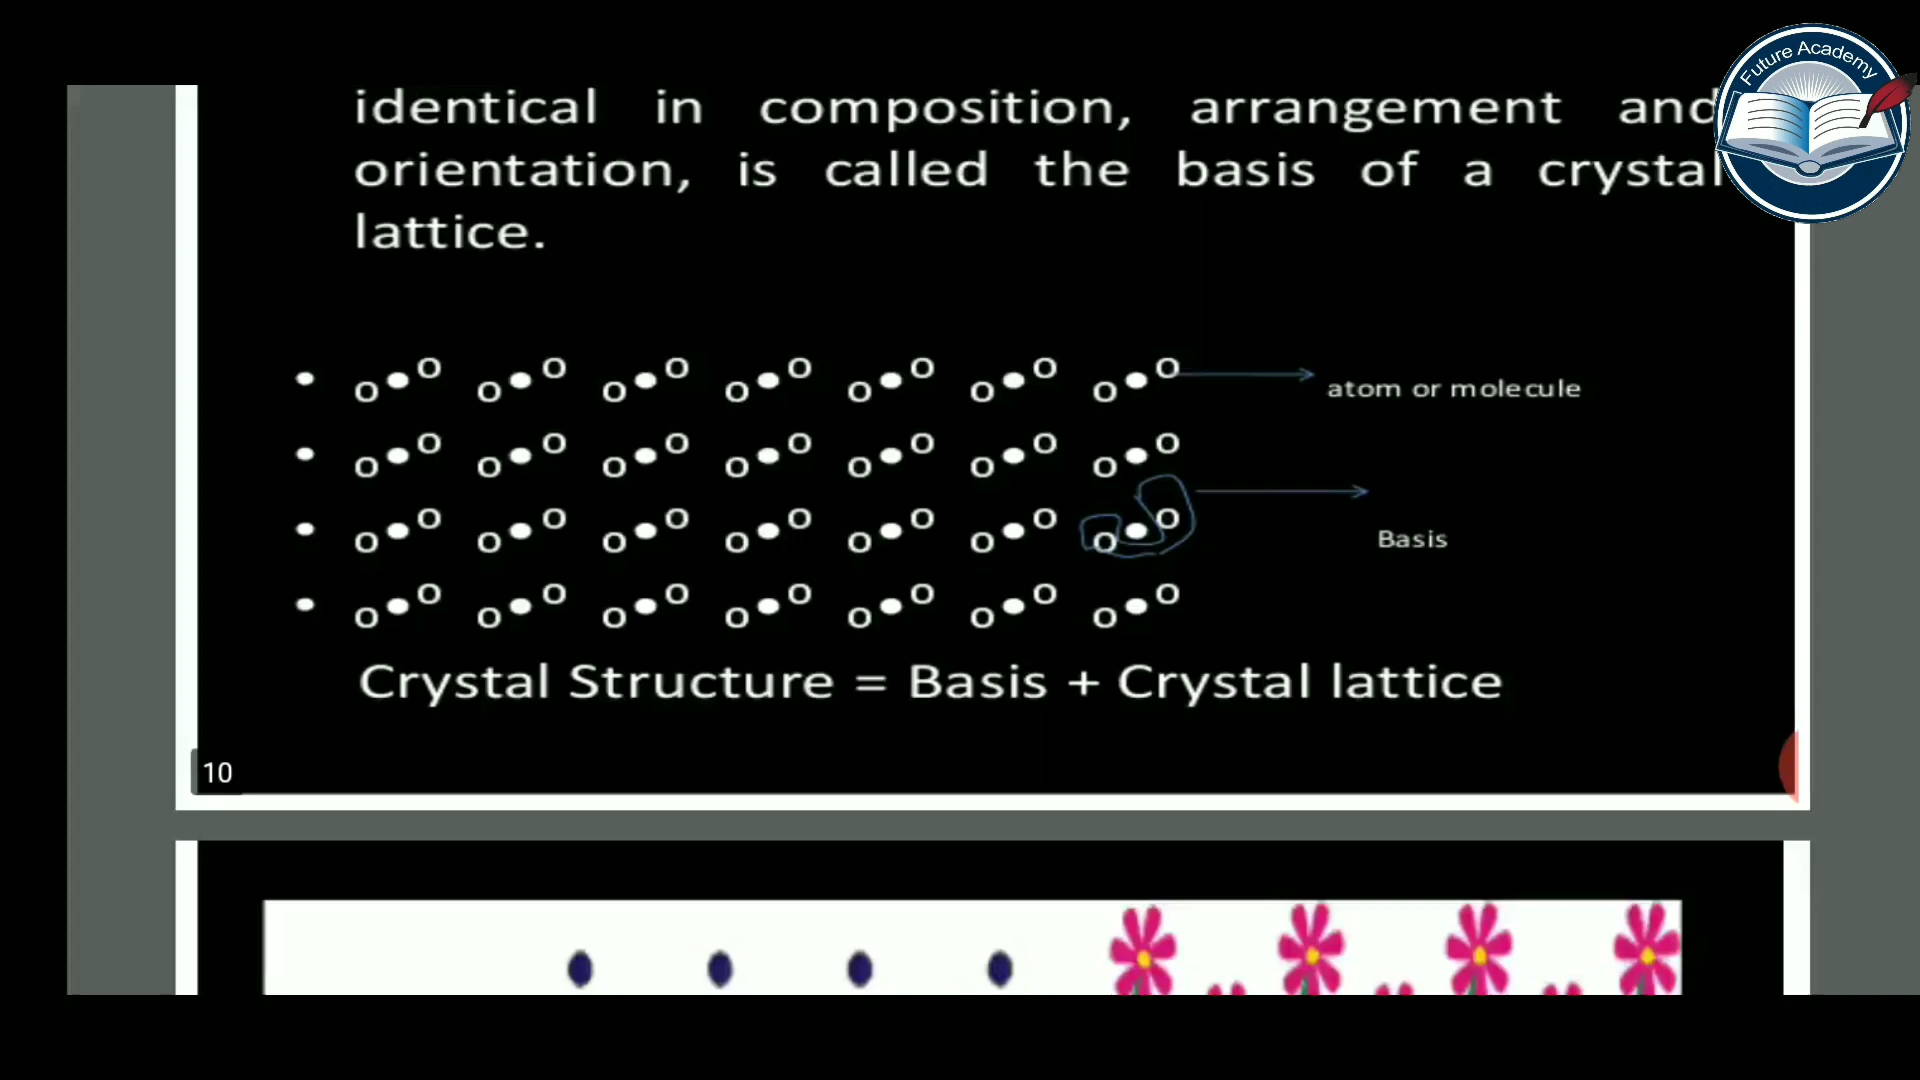 Future Academy
identical in composition, arrangement and
orientation, is called the basis of a crystal
lattice.
atom or molecule
Basis
Crystal Structure = Basis + Crystal lattice
10